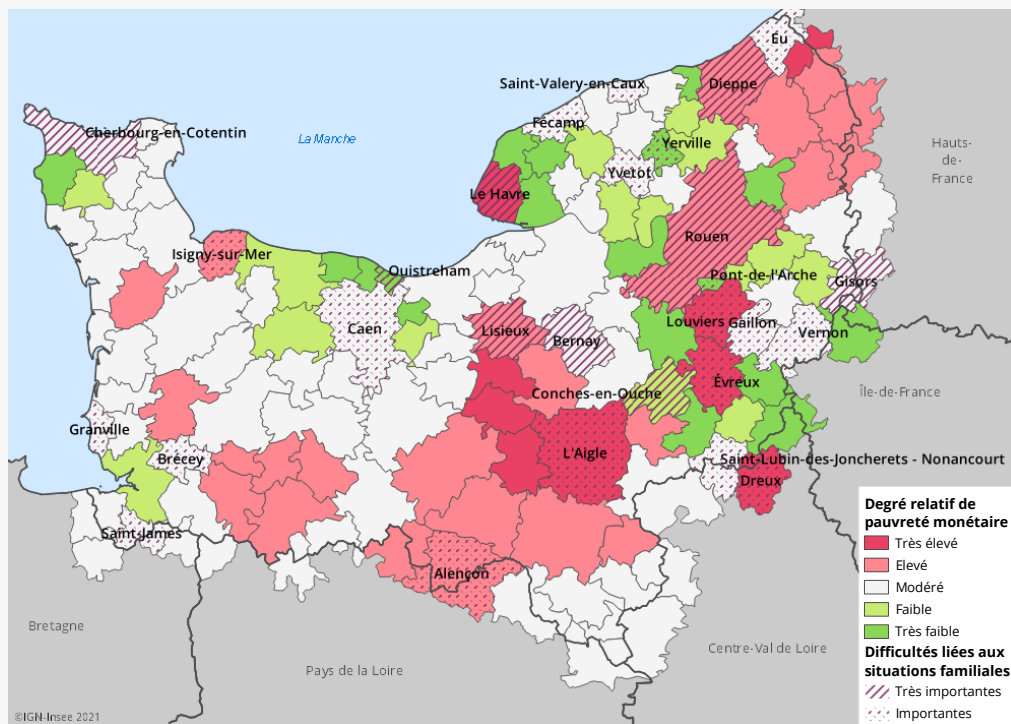 Eu
Saint-Valery-en-Caux
Dieppe
Fécamp
Cherbourg-en-Cotentin
La Manche
Yerville
Hauts-
de-
France
Yvetot
Le Havre
Rouen
Isigny-sur-Mer
Ouistreham
Pont-de-l'Arche
Gisors
Caen
Lisieux
Louviers
Gaillon
Vernon
Bernay
Évreux
Conches-en-Ouche
Île-de-France
Granville
Brécey
L'Aigle
Saint-Lubin-des-Joncherets - Nonancourt
Dreux
Saint-James
Alençon
Bretagne
Pays de la Loire
Centre-Val de Loire
Degré relatif de
pauvreté monétaire
Très élevé
Elevé
Modéré
Faible
Très faible
Difficultés liées aux
situations familiales
Très importantes
Importantes
©IGN-Insee 2021